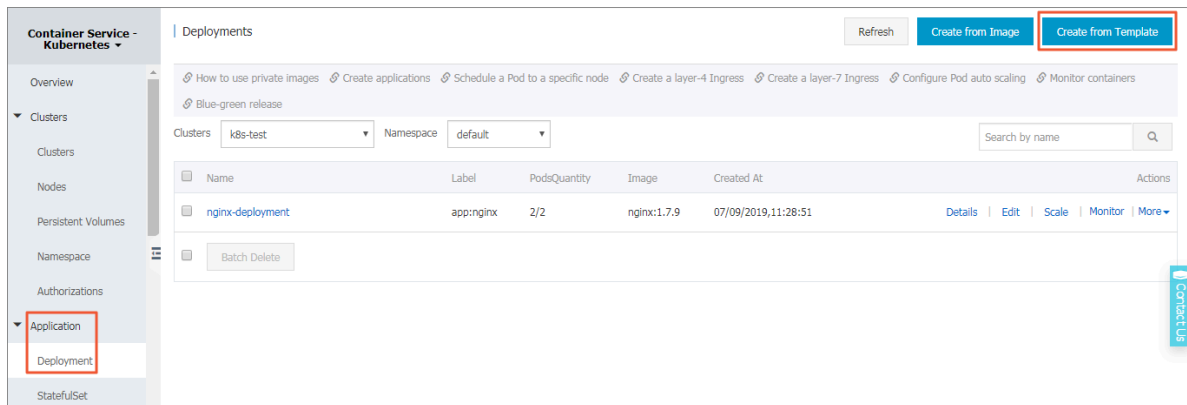 Container Service -
Kubernetes
Overview
Clusters
Clusters
Nodes
Persistent Volumes
Namespace
Authorizations
Application
Deployment
StatefulSet
Deployments
Refresh
Create from Image
Create from Template
How to use private images Create applications Schedule a Pod to a specific node Create a layer-4 Ingress Create a layer-7 Ingress Configure Pod auto scaling Monitor containers
Blue-green release
Clusters k8s-test Namespace default Search by name
Name Label PodsQuantity Image Created At Actions
nginx-deployment app:nginx 2/2 nginx:1.7.9 07/09/2019,11:28:51 Details | Edit | Scale | Monitor | More
Batch Delete
Contact Us